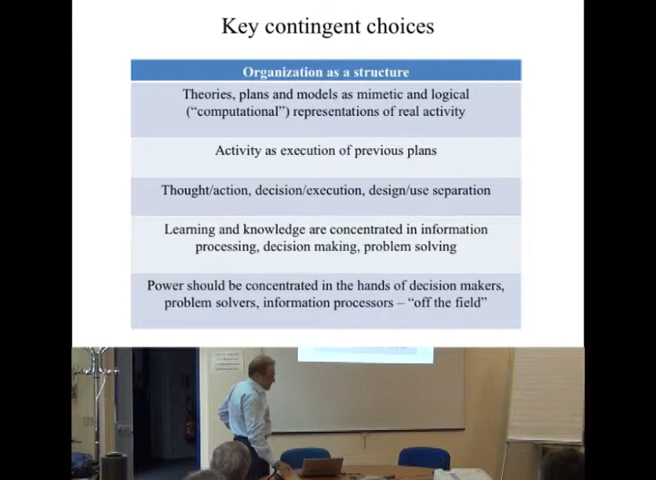 Key contingent choices
Organization as a structure
Theories, plans and models as mimetic and logical
("computational") representations of real activity
Activity as execution of previous plans
Thought/action, decision/execution, design/use separation
Learning and knowledge are concentrated in information
processing, decision making, problem solving
Power should be concentrated in the hands of decision makers,
problem solvers, information processors – "off the field"